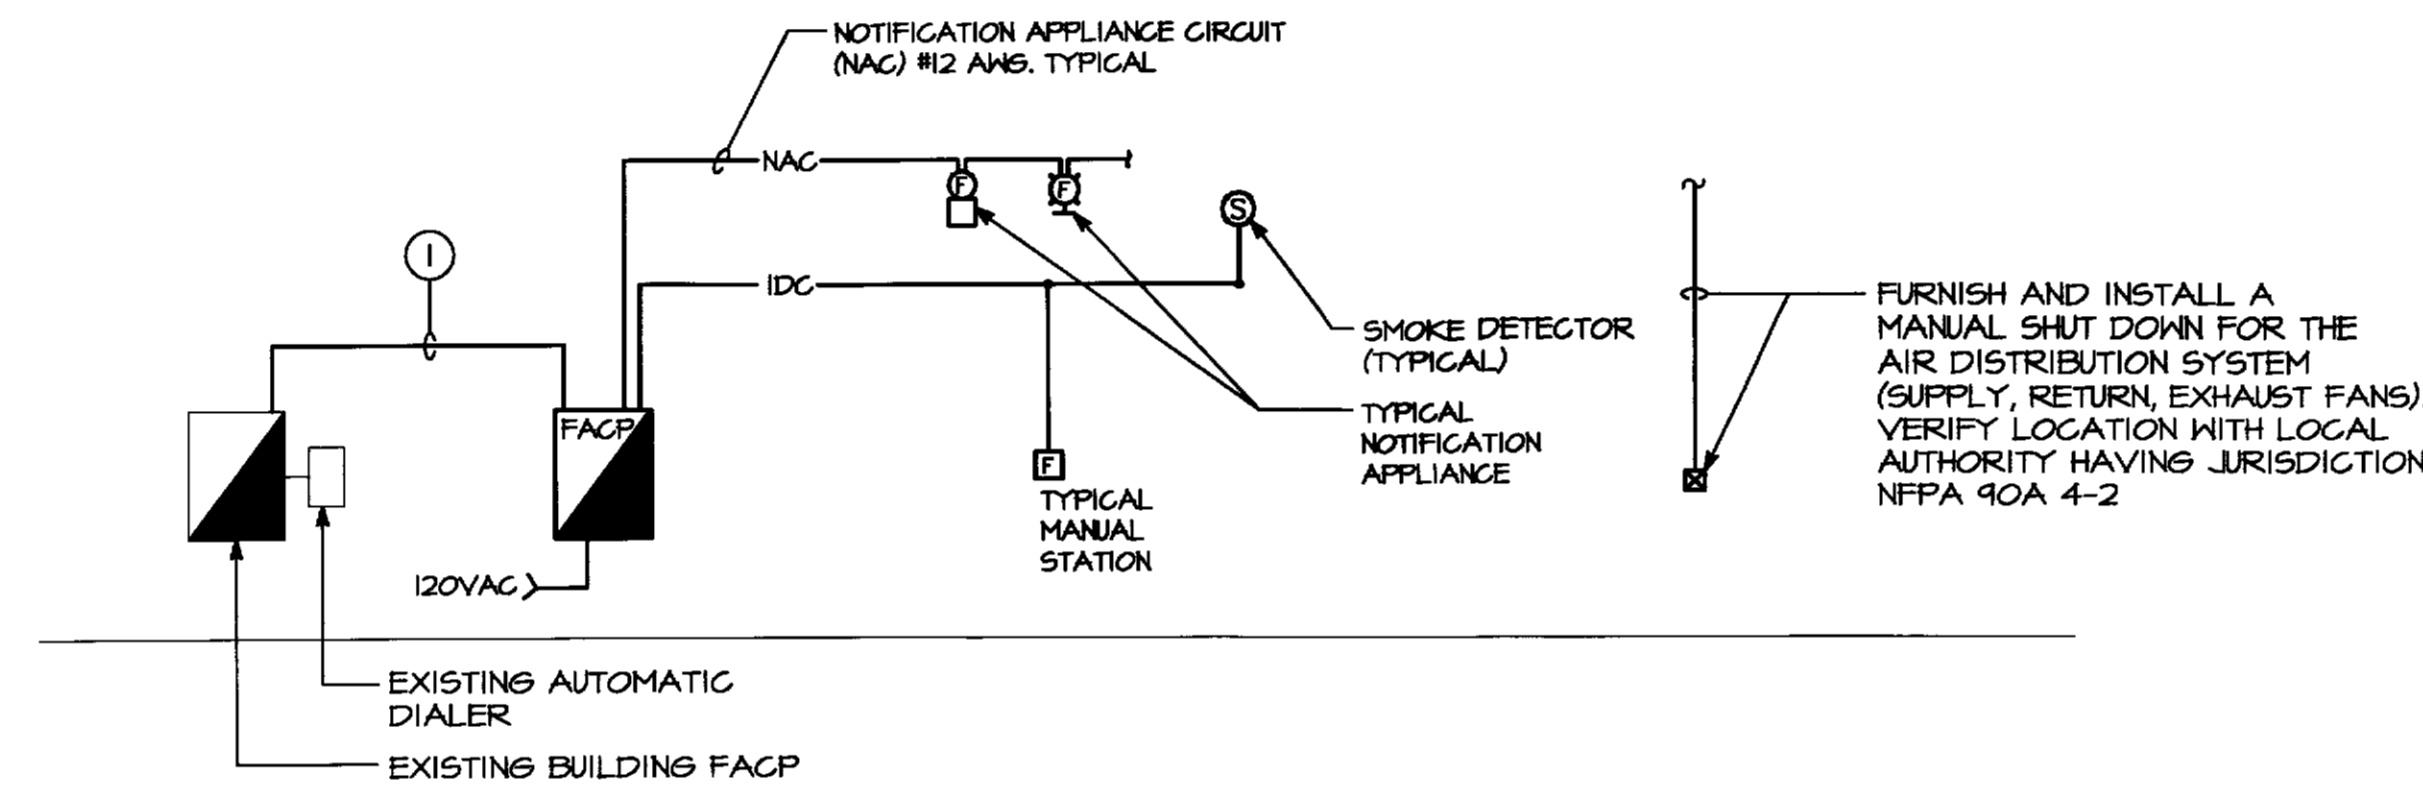 NOTIFICATION APPLIANCE CIRCUIT
(NAC) #12 AWG. TYPICAL
NAC
F
F
S
1
IDC
FURNISH AND INSTALL A
MANUAL SHUT DOWN FOR THE
AIR DISTRIBUTION SYSTEM
(SUPPLY, RETURN, EXHAUST FANS)
VERIFY LOCATION WITH LOCAL
AUTHORITY HAVING JURISDICTION
NFPA 90A 4-2
SMOKE DETECTOR
(TYPICAL)
TYPICAL
NOTIFICATION
APPLIANCE
FACP
F
TYPICAL
MANUAL
STATION
120VAC
EXISTING AUTOMATIC
DIALER
EXISTING BUILDING FACP